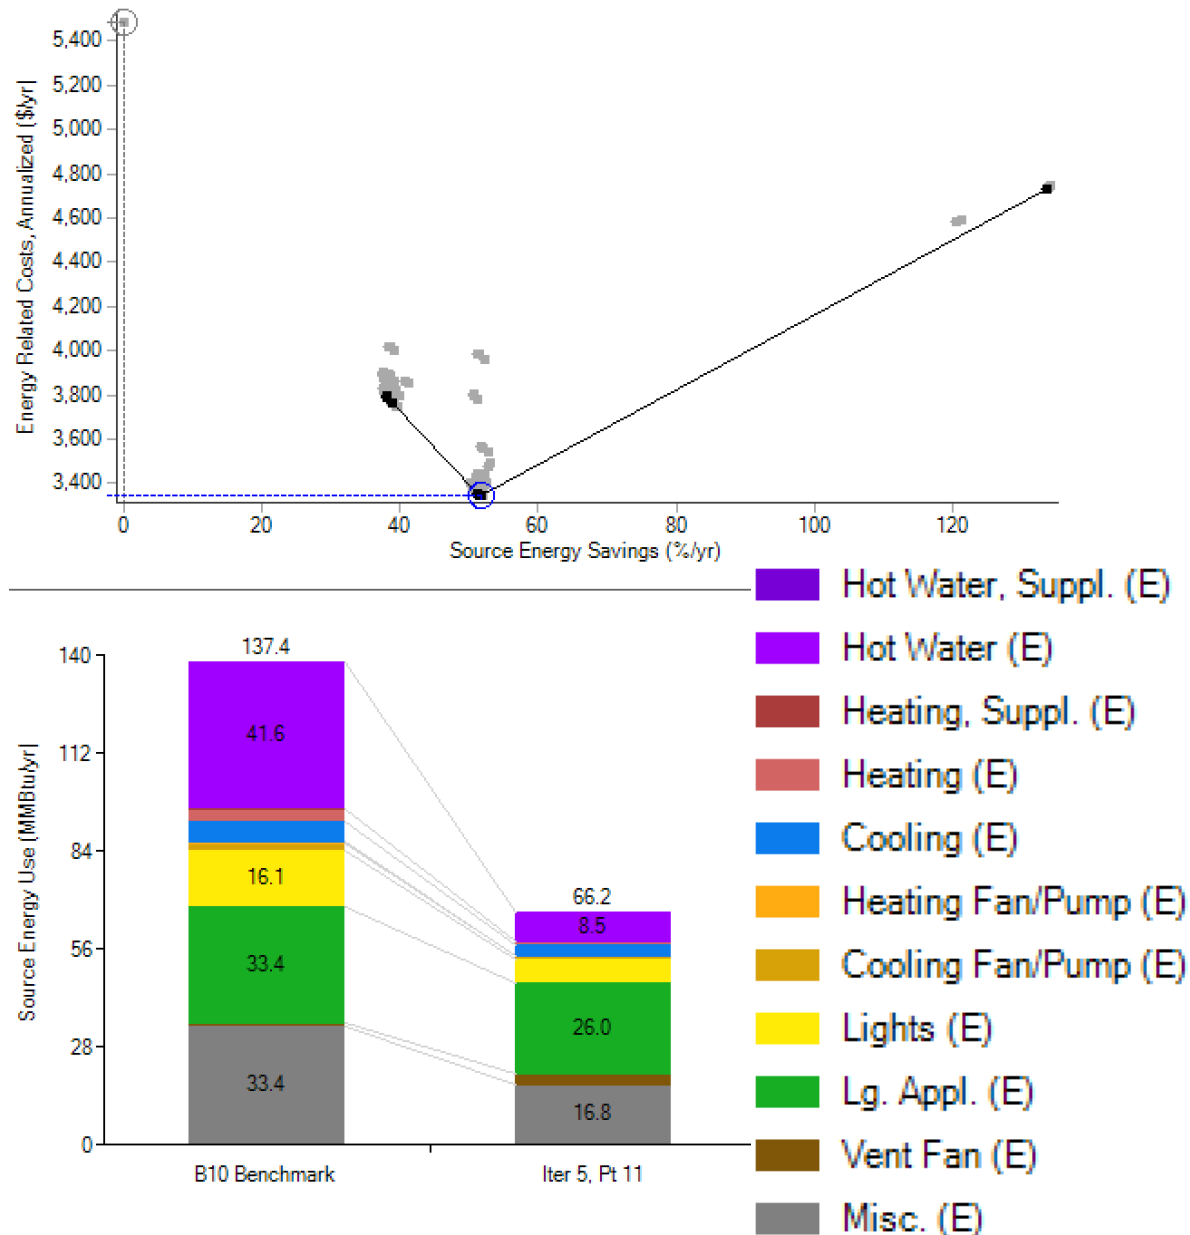 5,400
5,200
5,000
4,800
4,600
4,400
4,200
4,000
3,800
3,600
3,400
Energy Related Costs, Annualized [$/yr]
0 20 40 60 80 100 120
Source Energy Savings (%/yr)
140
112
84
56
28
0
Source Energy Use [MMBtu/yr]
137.4
41.6
16.1
33.4
33.4
66.2
8.5
26.0
16.8
B10 Benchmark
Iter 5, Pt 11
Hot Water, Suppl. (E)
Hot Water (E)
Heating, Suppl. (E)
Heating (E)
Cooling (E)
Heating Fan/Pump (E)
Cooling Fan/Pump (E)
Lights (E)
Lg. Appl. (E)
Vent Fan (E)
Misc. (E)